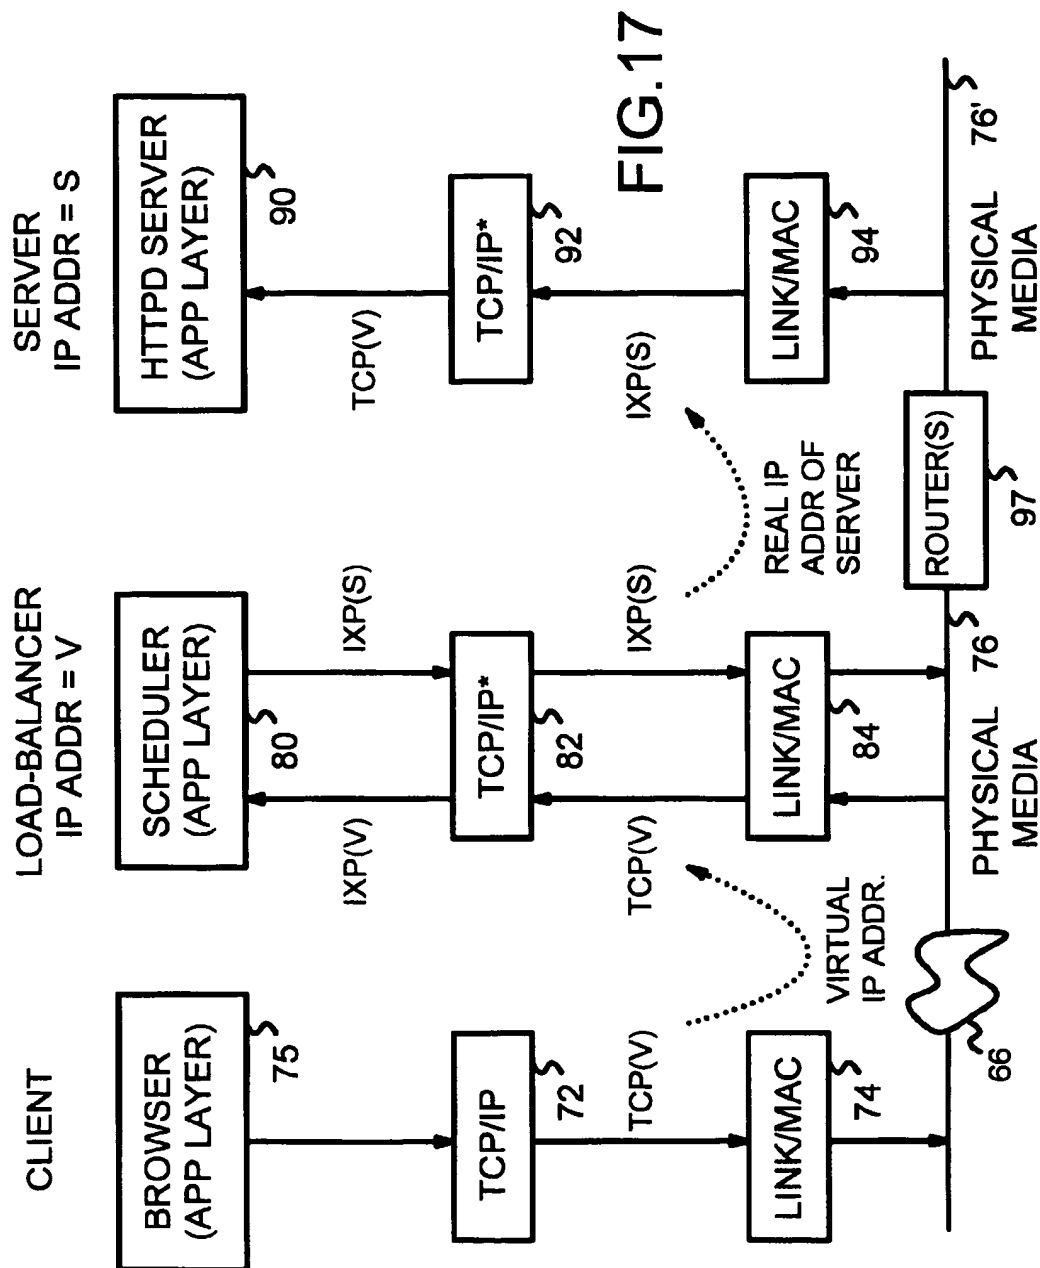 CLIENT
BROWSER
(APP LAYER)
75
TCP/IP
72
TCP(V)
LINK/MAC
74
66
VIRTUAL
IP ADDR.
LOAD-BALANCER
IP ADDR = V
SCHEDULER
(APP LAYER)
80
IXP(V)
IXP(S)
TCP/IP*
82
TCP(V)
IXP(S)
LINK/MAC
84
PHYSICAL
MEDIA
76
REAL IP
ADDR OF
SERVER
ROUTER(S)
97
SERVER
IP ADDR = S
HTTPD SERVER
(APP LAYER)
90
TCP(V)
TCP/IP*
92
IXP(S)
LINK/MAC
94
PHYSICAL
MEDIA
76'
FIG.17